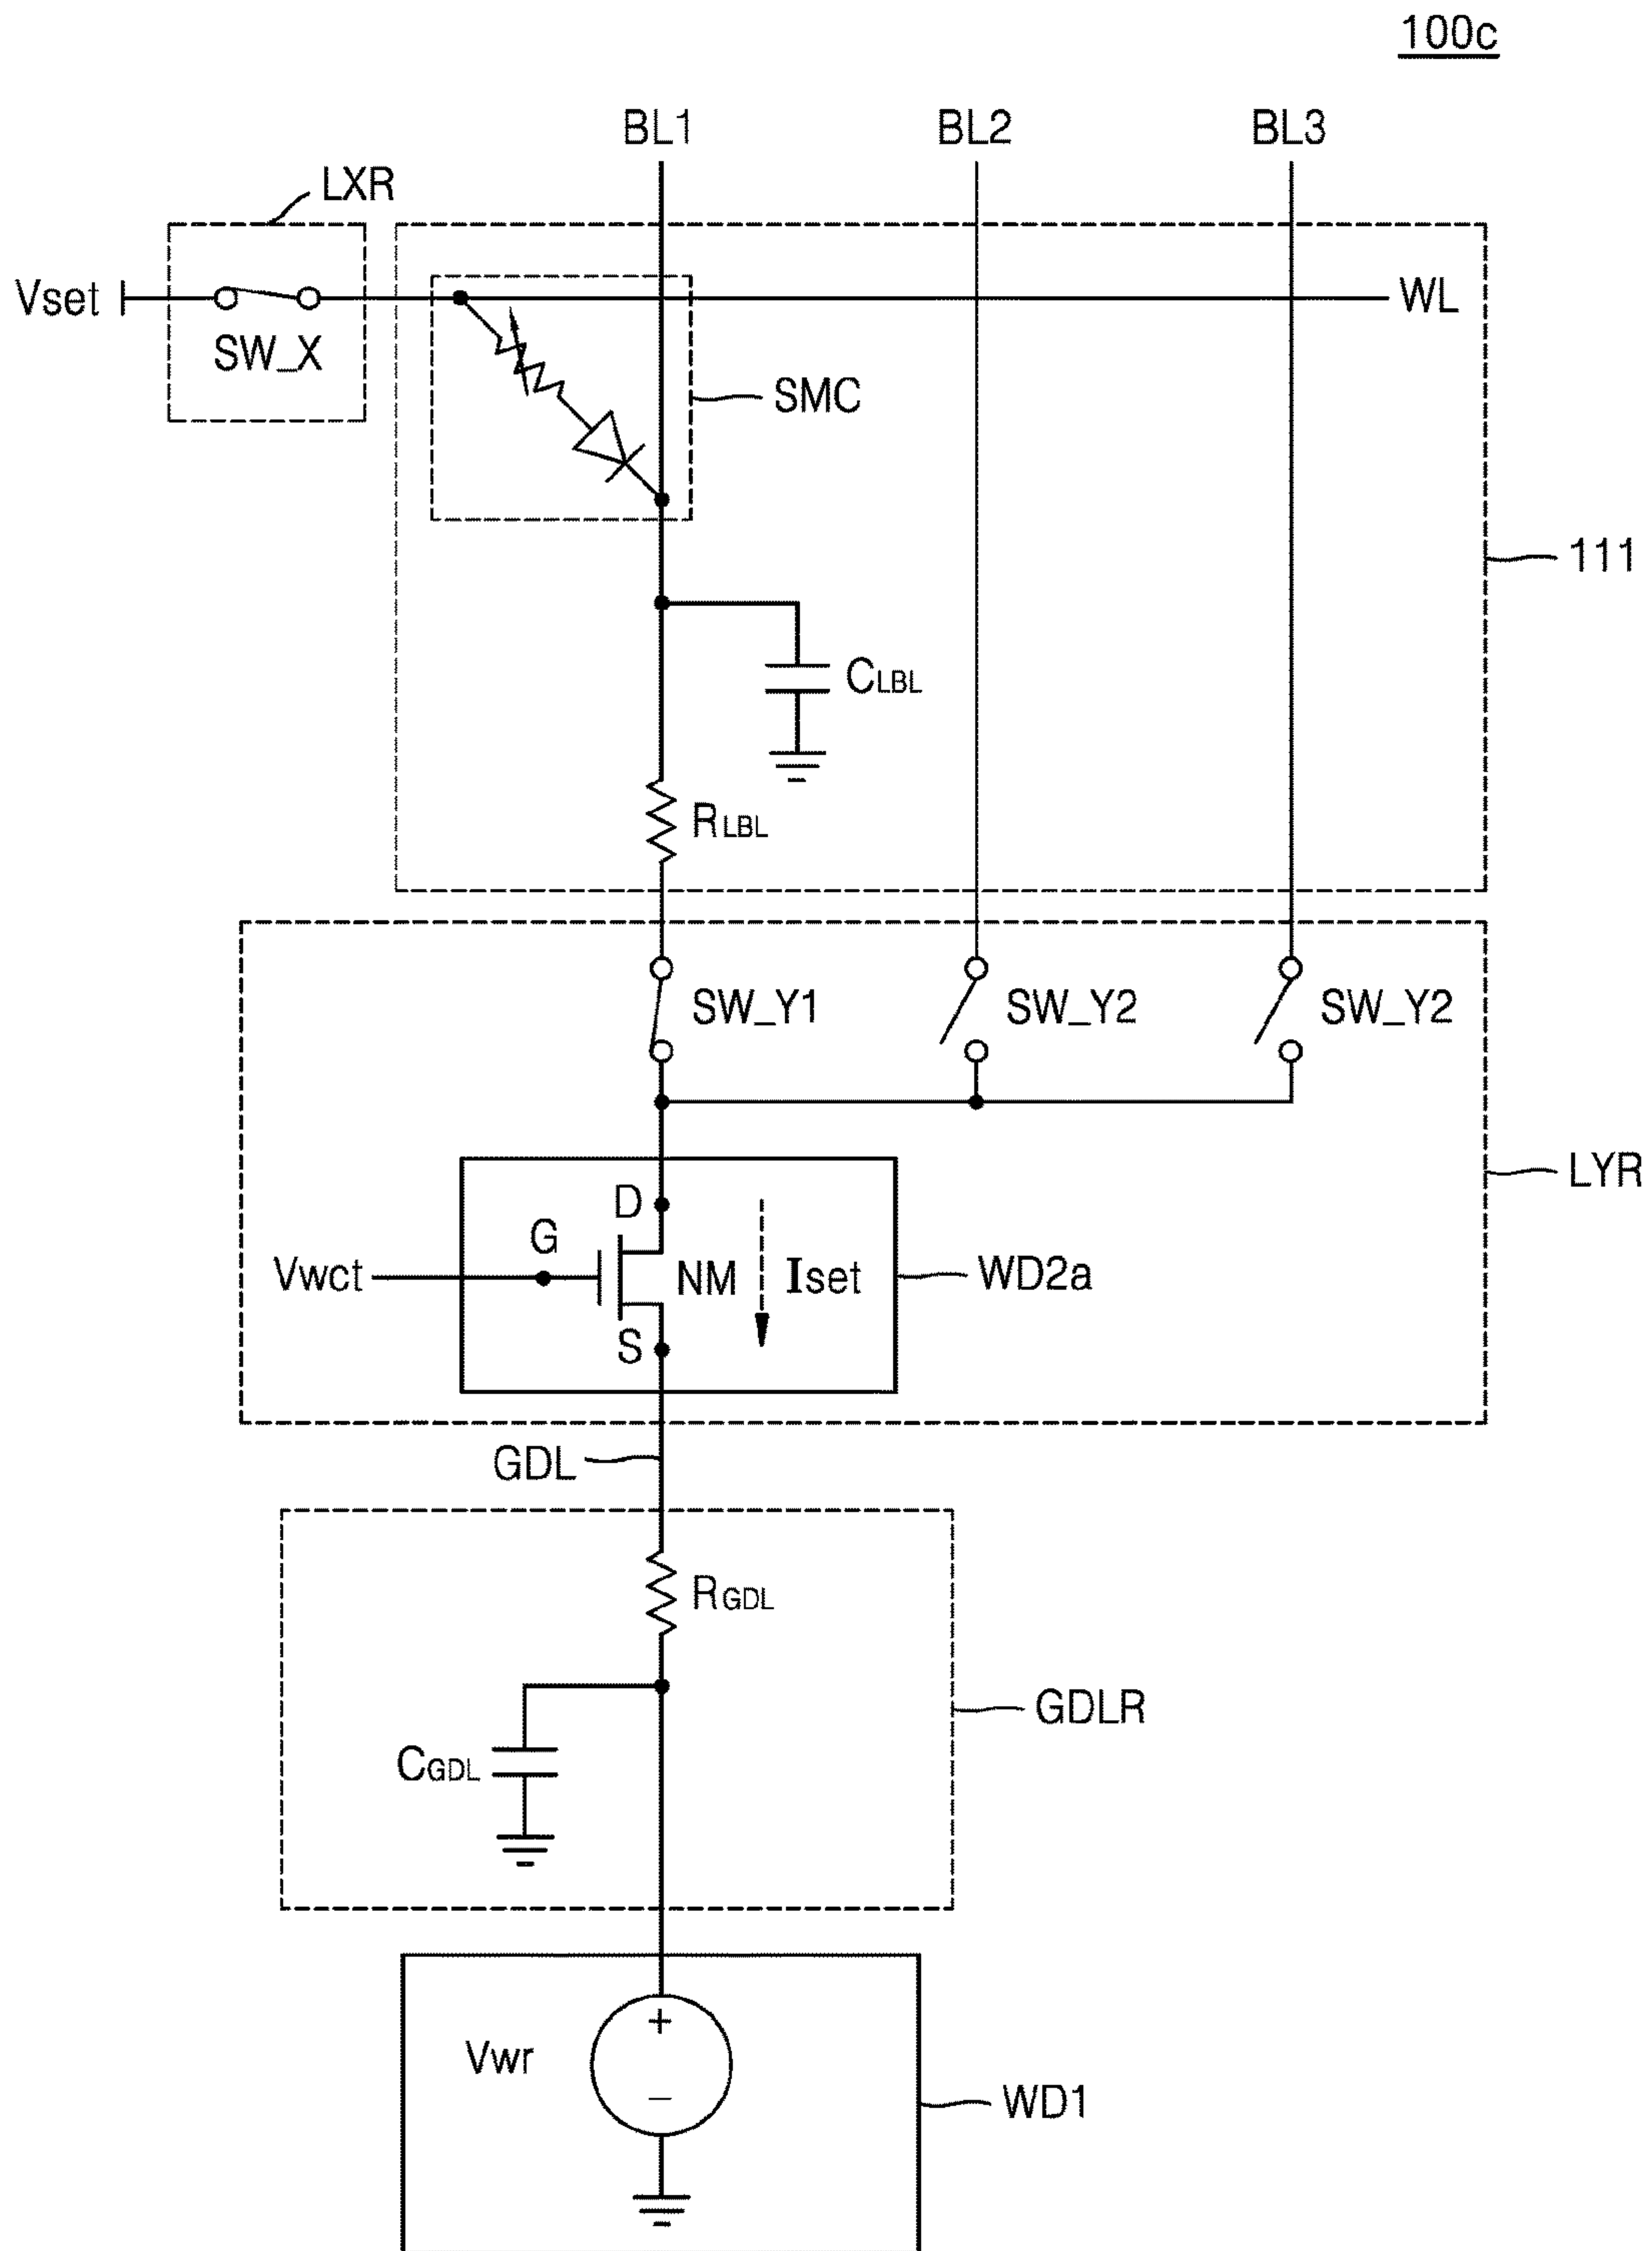 100c
BL1 BL2 BL3
LXR
Vset
WL
SW_X
SMC
111
CLBL
RLBL
SW_Y1 SW_Y2 SW_Y2
LYR
D
G
Vwct
NM
Iset
WD2a
S
GDL
RGDL
GDLR
CGDL
+
Vwr
−
WD1